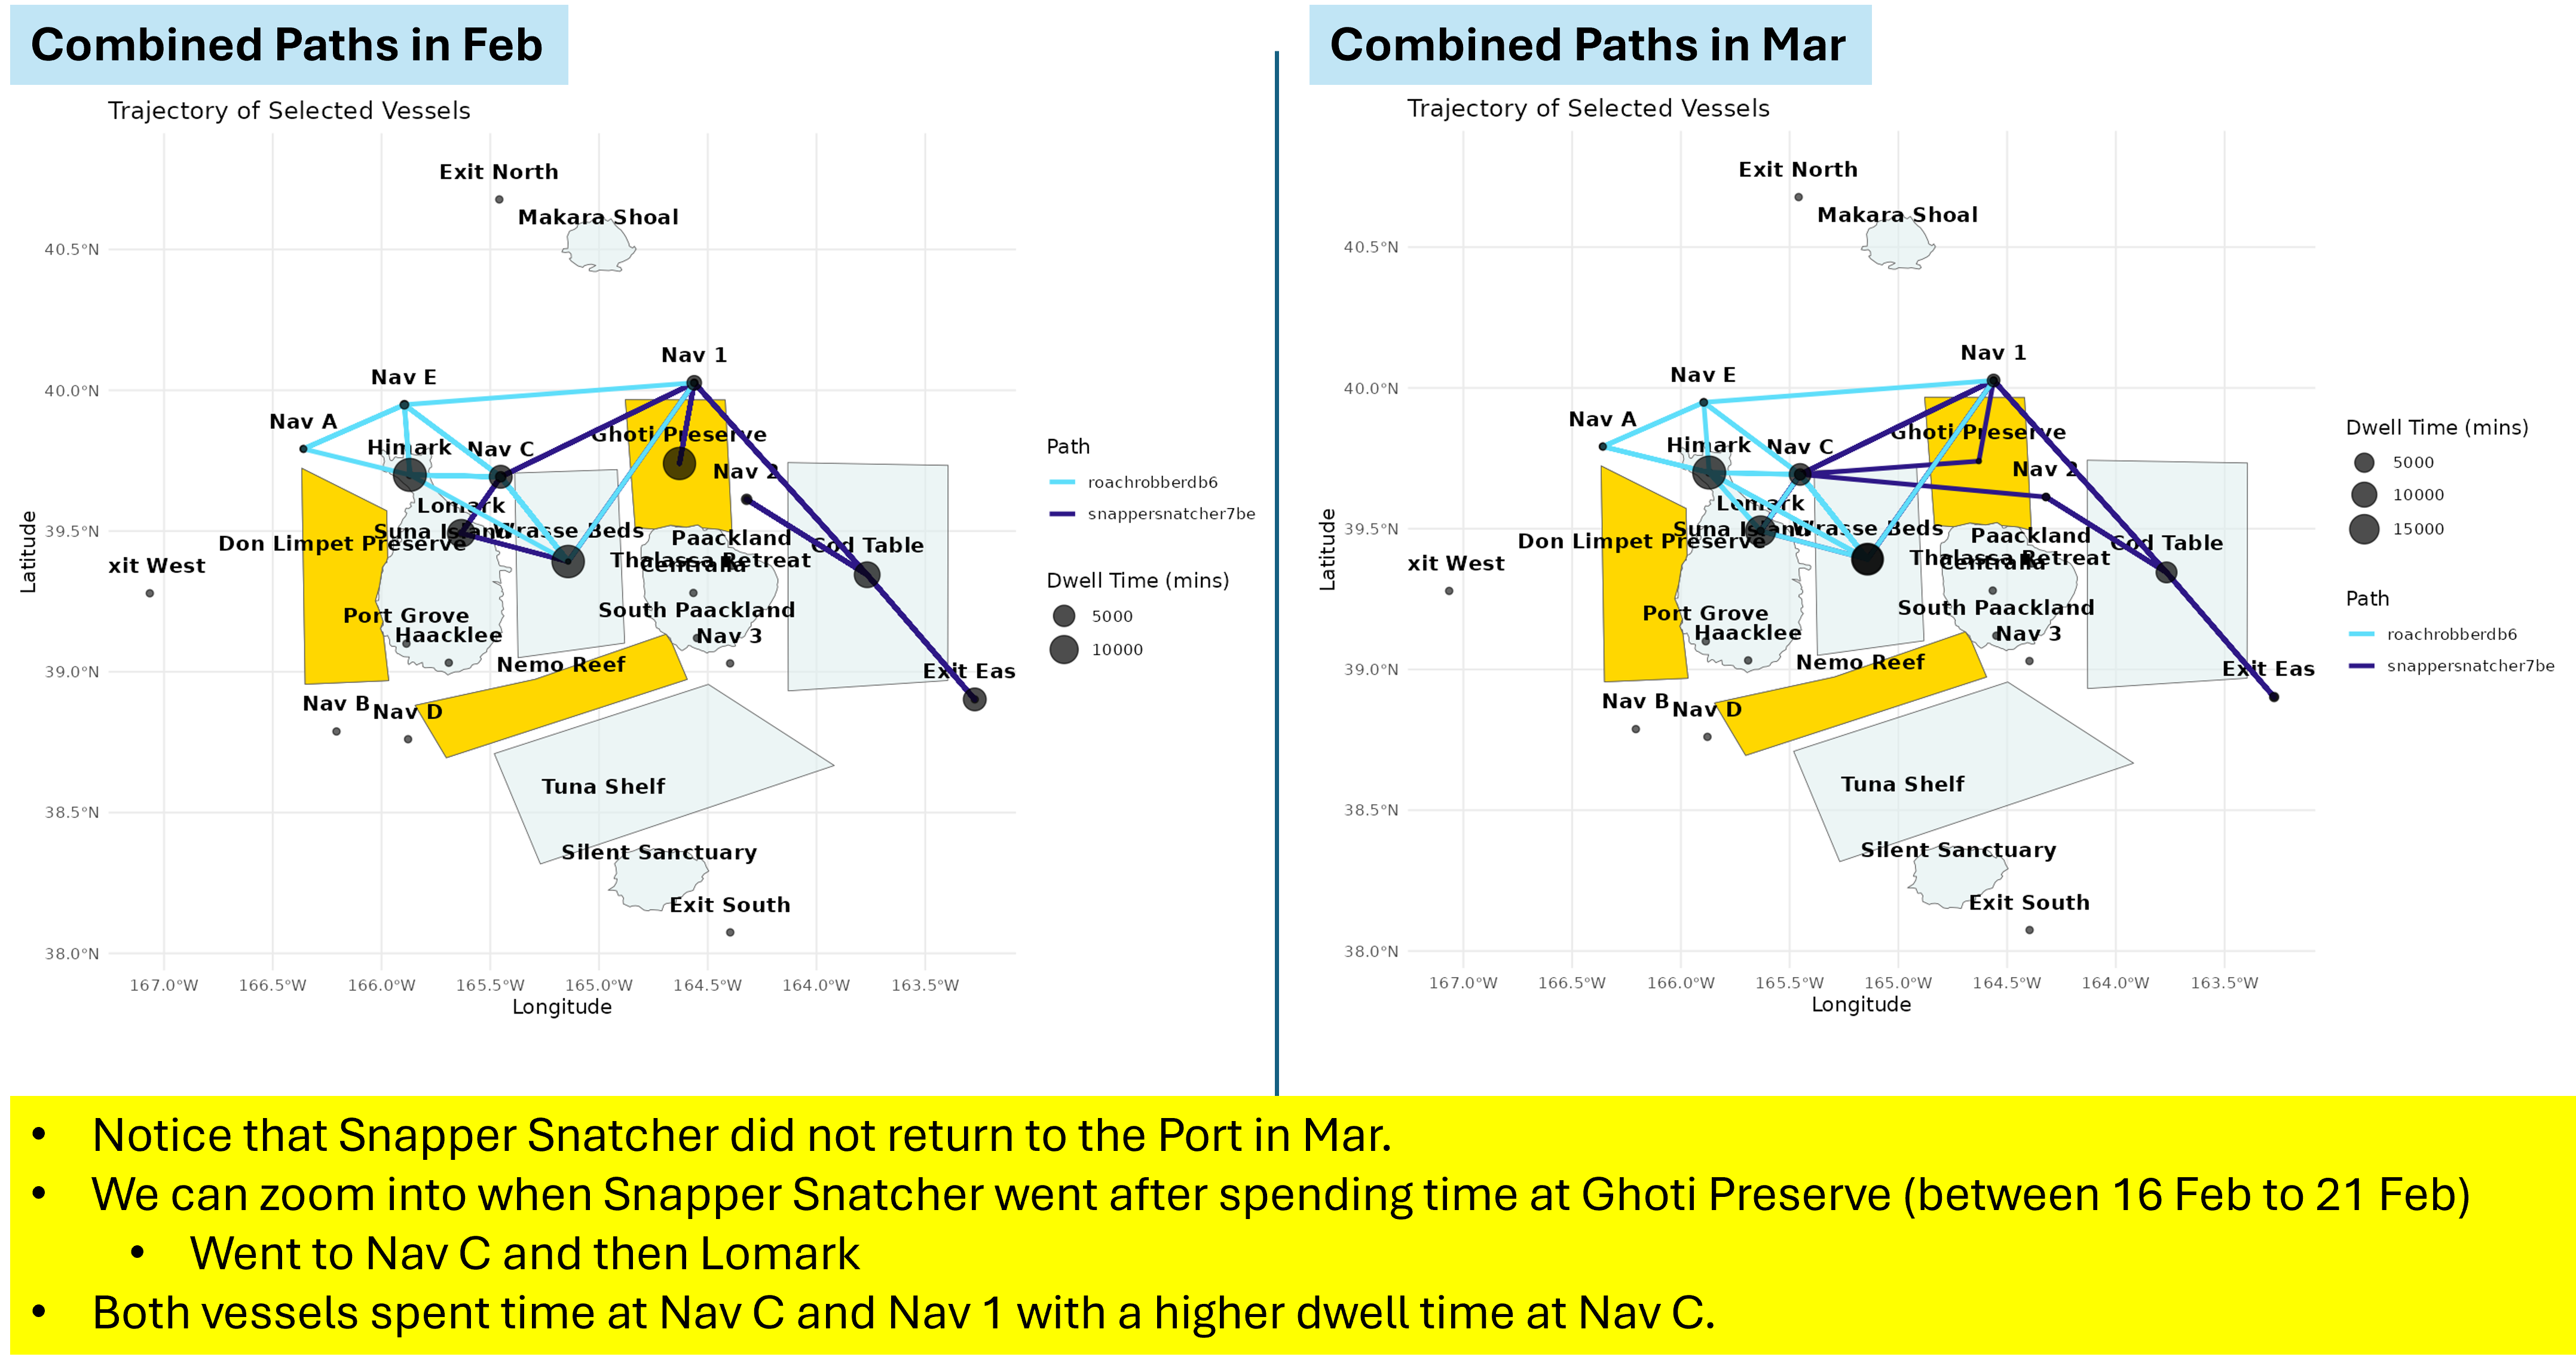 Combined Paths in Feb
Trajectory of Selected Vessels
Exit North
Makara Shoal
40.5°N
Nav 1
Nav E
40.0°N
Nav A
Ghoti Preserve
Himark
Nav C
Nav 2
Lomark
39.5°N
Suna Island
Wrasse Beds
Paackland
Don Limpet Preserve
Cod Table
Thalassa Retreat
Centralia
xit West
South Paackland
Port Grove
Haacklee
Nav 3
Nemo Reef
39.0°N
Exit Eas
Nav B
Nav D
Tuna Shelf
38.5°N
Silent Sanctuary
Exit South
38.0°N
167.0°W 166.5°W 166.0°W 165.5°W 165.0°W 164.5°W 164.0°W 163.5°W
Longitude
Latitude
Path
roachrobberdb6
snappersnatcher7be
Dwell Time (mins)
5000
10000
Combined Paths in Mar
Trajectory of Selected Vessels
Exit North
Makara Shoal
40.5°N
Nav 1
Nav E
40.0°N
Nav A
Ghoti Preserve
Himark
Nav C
Nav 2
Lomark
39.5°N
Suna Island
Wrasse Beds
Paackland
Don Limpet Preserve
Cod Table
Thalassa Retreat
Centralia
xit West
South Paackland
Port Grove
Haacklee
Nav 3
Nemo Reef
39.0°N
Exit Eas
Nav B
Nav D
Tuna Shelf
38.5°N
Silent Sanctuary
Exit South
38.0°N
167.0°W 166.5°W 166.0°W 165.5°W 165.0°W 164.5°W 164.0°W 163.5°W
Longitude
Latitude
Dwell Time (mins)
5000
10000
15000
Path
roachrobberdb6
snappersnatcher7be
• Notice that Snapper Snatcher did not return to the Port in Mar.
• We can zoom into when Snapper Snatcher went after spending time at Ghoti Preserve (between 16 Feb to 21 Feb)
• Went to Nav C and then Lomark
• Both vessels spent time at Nav C and Nav 1 with a higher dwell time at Nav C.